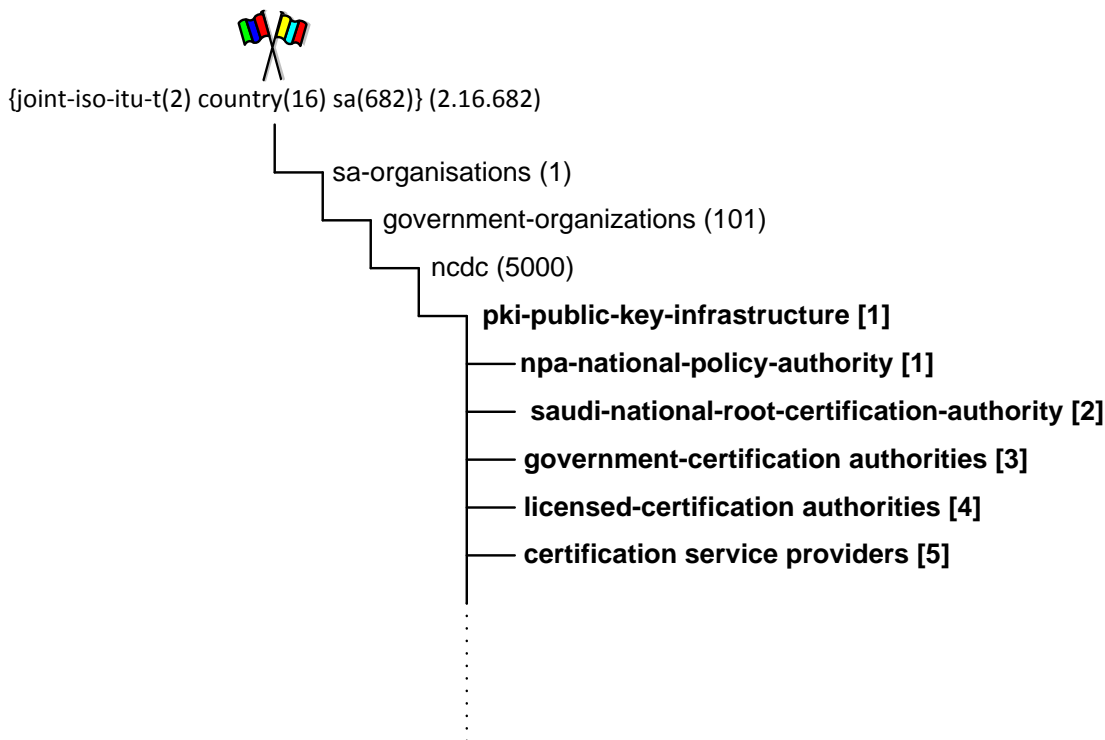 {joint-iso-itu-t(2) country(16) sa(682)} (2.16.682)
sa-organisations (1)
government-organizations (101)
ncdc (5000)
pki-public-key-infrastructure [1]
npa-national-policy-authority [1]
saudi-national-root-certification-authority [2]
government-certification authorities [3]
licensed-certification authorities [4]
certification service providers [5]